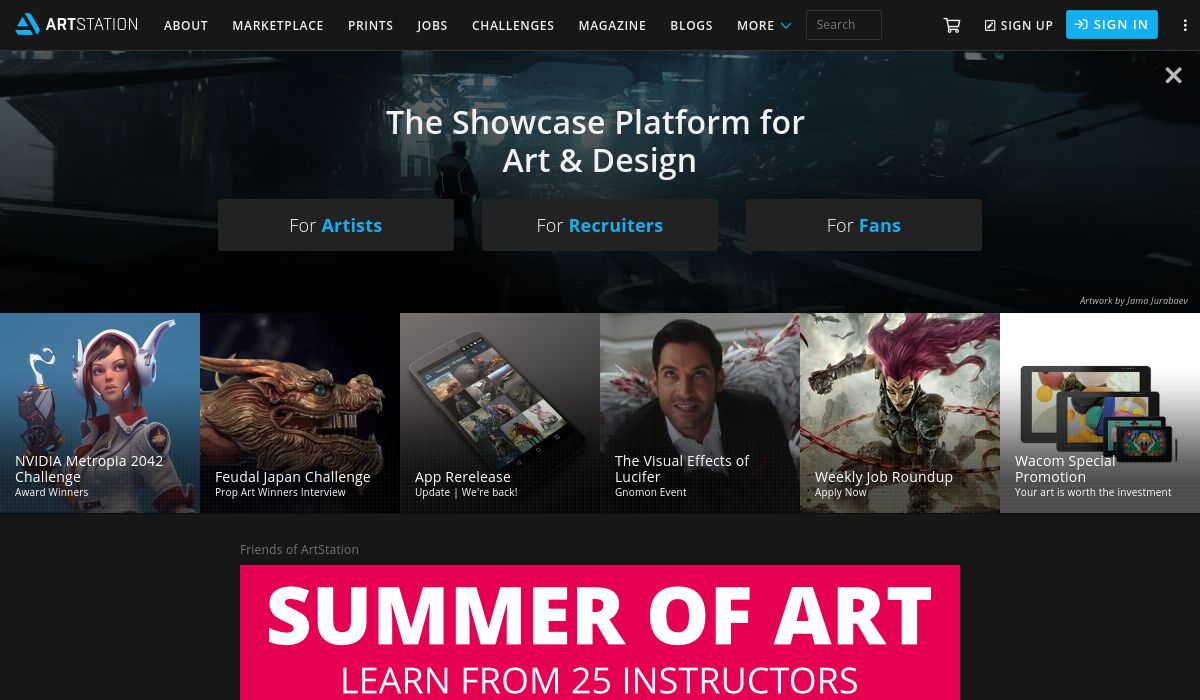 ARTSTATION
ABOUT
MARKETPLACE
PRINTS
JOBS
CHALLENGES
MAGAZINE
BLOGS
MORE
Search
SIGN UP
SIGN IN
The Showcase Platform for
Art & Design
For Artists
For Recruiters
For Fans
Artwork by Jama Jurabaev
NVIDIA Metropia 2042
Challenge
Award Winners
Feudal Japan Challenge
Prop Art Winners Interview
App Rerelease
Update | We're back!
The Visual Effects of
Lucifer
Gnomon Event
Weekly Job Roundup
Apply Now
Wacom Special
Promotion
Your art is worth the investment
Friends of ArtStation
SUMMER OF ART
LEARN FROM 25 INSTRUCTORS